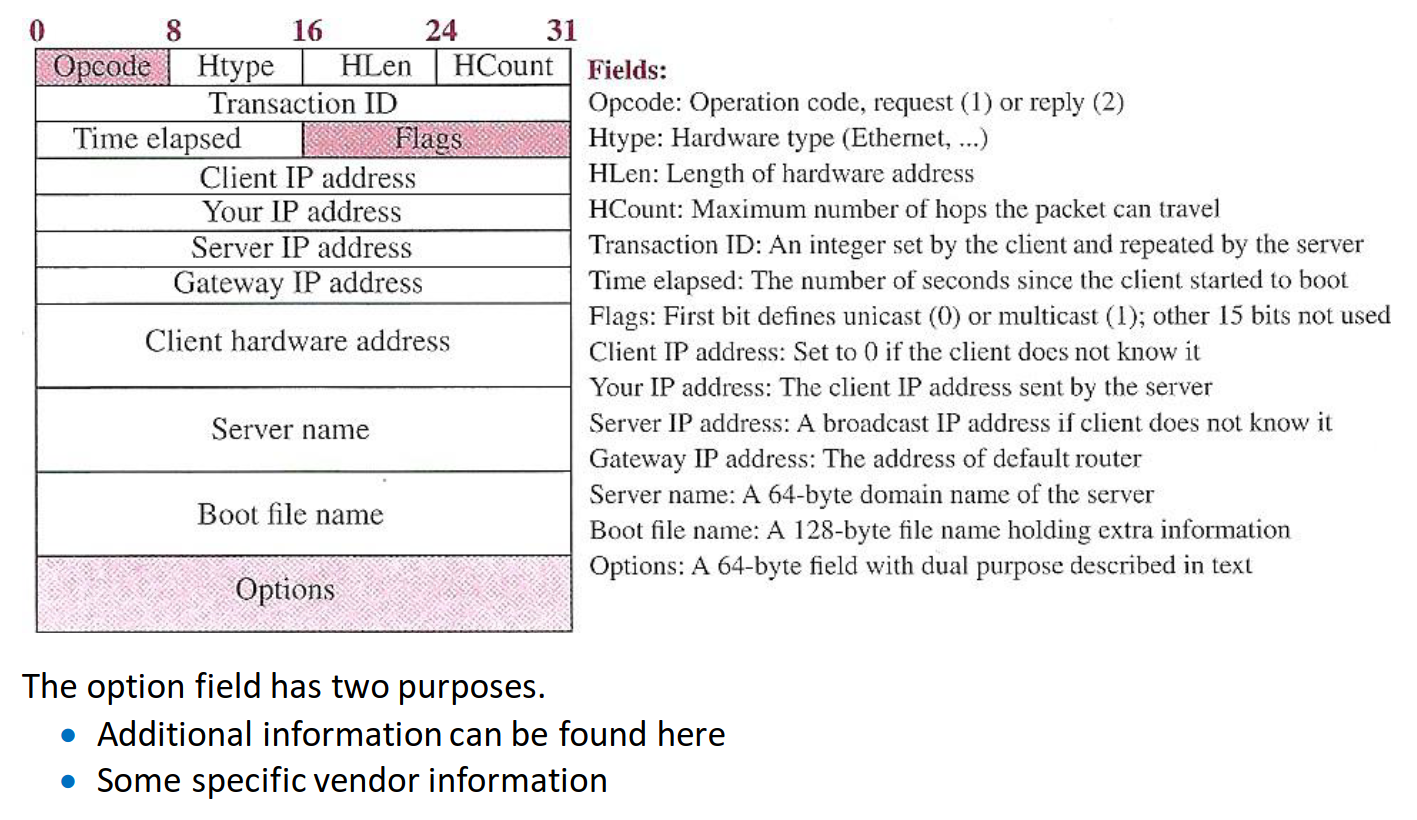 0 8 16 24 31
Opcode Htype HLen HCount
Transaction ID
Time elapsed Flags
Client IP address
Your IP address
Server IP address
Gateway IP address
Client hardware address
Server name
Boot file name
Options
Fields:
Opcode: Operation code, request (1) or reply (2)
Htype: Hardware type (Ethernet, ...)
HLen: Length of hardware address
HCount: Maximum number of hops the packet can travel
Transaction ID: An integer set by the client and repeated by the server
Time elapsed: The number of seconds since the client started to boot
Flags: First bit defines unicast (0) or multicast (1); other 15 bits not used
Client IP address: Set to 0 if the client does not know it
Your IP address: The client IP address sent by the server
Server IP address: A broadcast IP address if client does not know it
Gateway IP address: The address of default router
Server name: A 64-byte domain name of the server
Boot file name: A 128-byte file name holding extra information
Options: A 64-byte field with dual purpose described in text
The option field has two purposes.
• Additional information can be found here
• Some specific vendor information